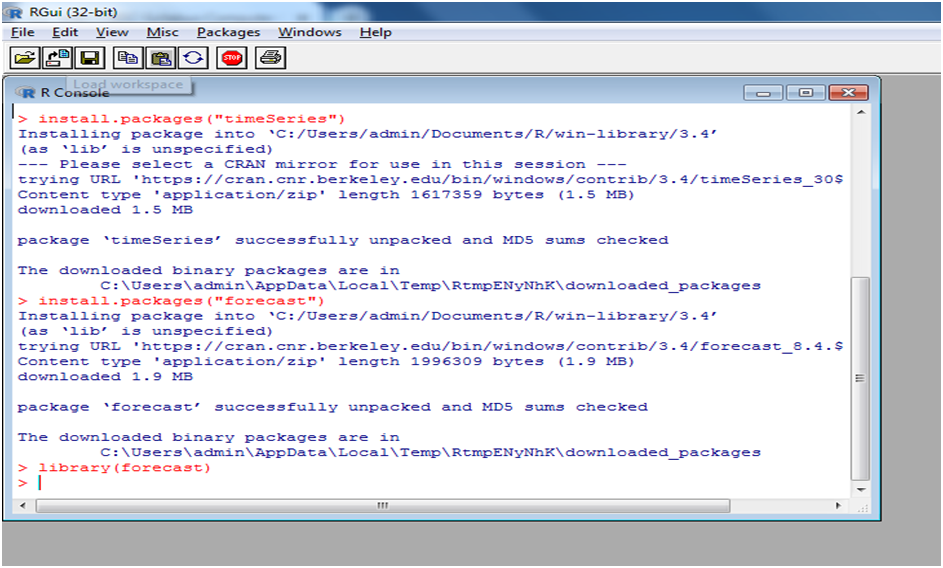 RGui (32-bit)
File Edit View Misc Packages Windows Help
STOP
Load workspace
R Console
> install.packages("timeSeries")
Installing package into ‘C:/Users/admin/Documents/R/win-library/3.4’
(as ‘lib’ is unspecified)
--- Please select a CRAN mirror for use in this session ---
trying URL 'https://cran.cnr.berkeley.edu/bin/windows/contrib/3.4/timeSeries_30$
Content type 'application/zip' length 1617359 bytes (1.5 MB)
downloaded 1.5 MB
package ‘timeSeries’ successfully unpacked and MD5 sums checked
The downloaded binary packages are in
C:\Users\admin\AppData\Local\Temp\RtmpENyNhK\downloaded_packages
> install.packages("forecast")
Installing package into ‘C:/Users/admin/Documents/R/win-library/3.4’
(as ‘lib’ is unspecified)
trying URL 'https://cran.cnr.berkeley.edu/bin/windows/contrib/3.4/forecast_8.4.$
Content type 'application/zip' length 1996309 bytes (1.9 MB)
downloaded 1.9 MB
package ‘forecast’ successfully unpacked and MD5 sums checked
The downloaded binary packages are in
C:\Users\admin\AppData\Local\Temp\RtmpENyNhK\downloaded_packages
> library(forecast)
>